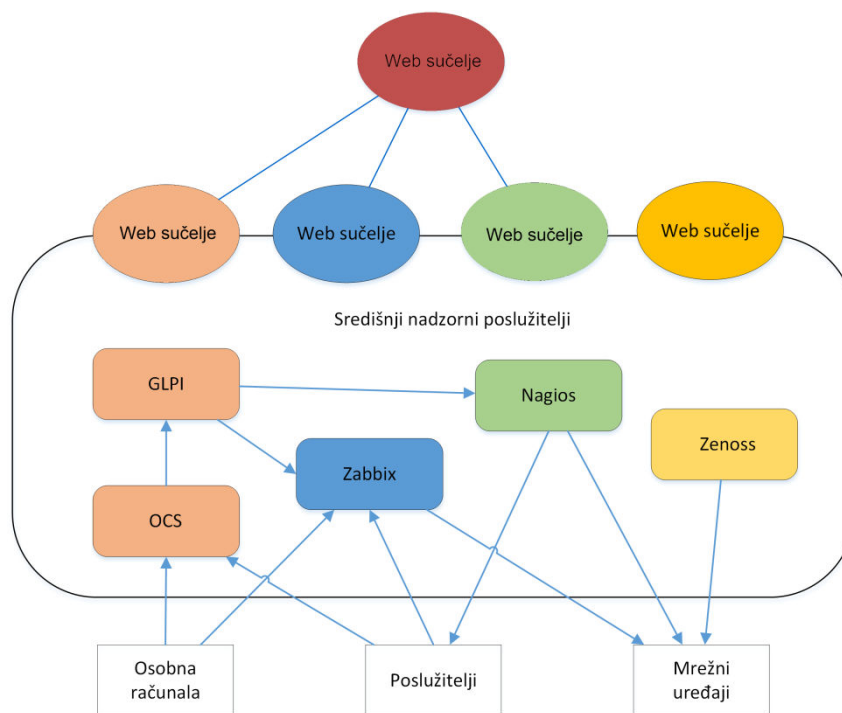 Web sučelje
Web sučelje
Web sučelje
Web sučelje
Web sučelje
Središnji nadzorni poslužitelji
GLPI
Nagios
Zenoss
Zabbix
OCS
Osobna
računala
Poslužitelji
Mrežni
uređaji